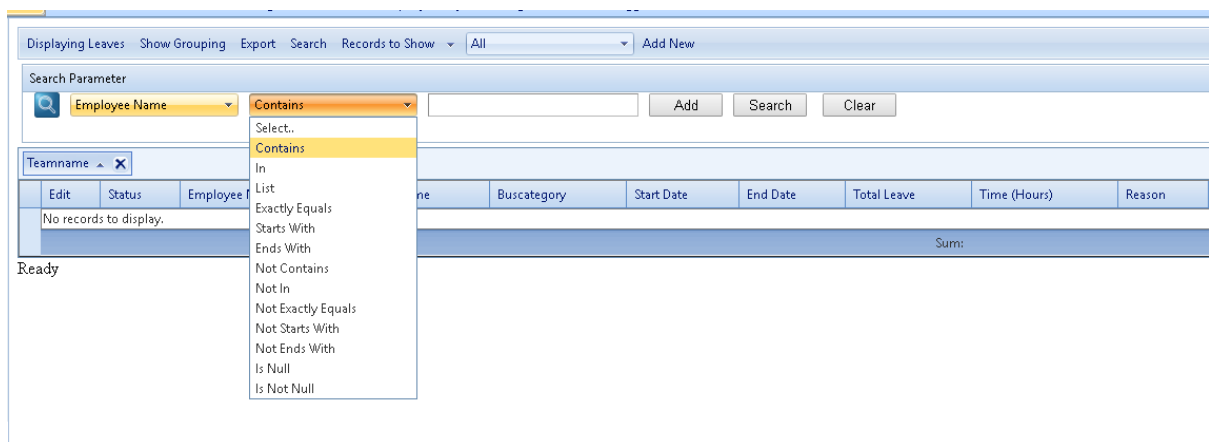 Displaying Leaves Show Grouping Export Search Records to Show All Add New
Search Parameter
Employee Name Contains Add Search Clear
Select..
Contains
In
List
Exactly Equals
Starts With
Ends With
Not Contains
Not In
Not Exactly Equals
Not Starts With
Not Ends With
Is Null
Is Not Null
Teamname
Edit Status Employee Buscategory Start Date End Date Total Leave Time (Hours) Reason
No records to display.
Sum:
Ready